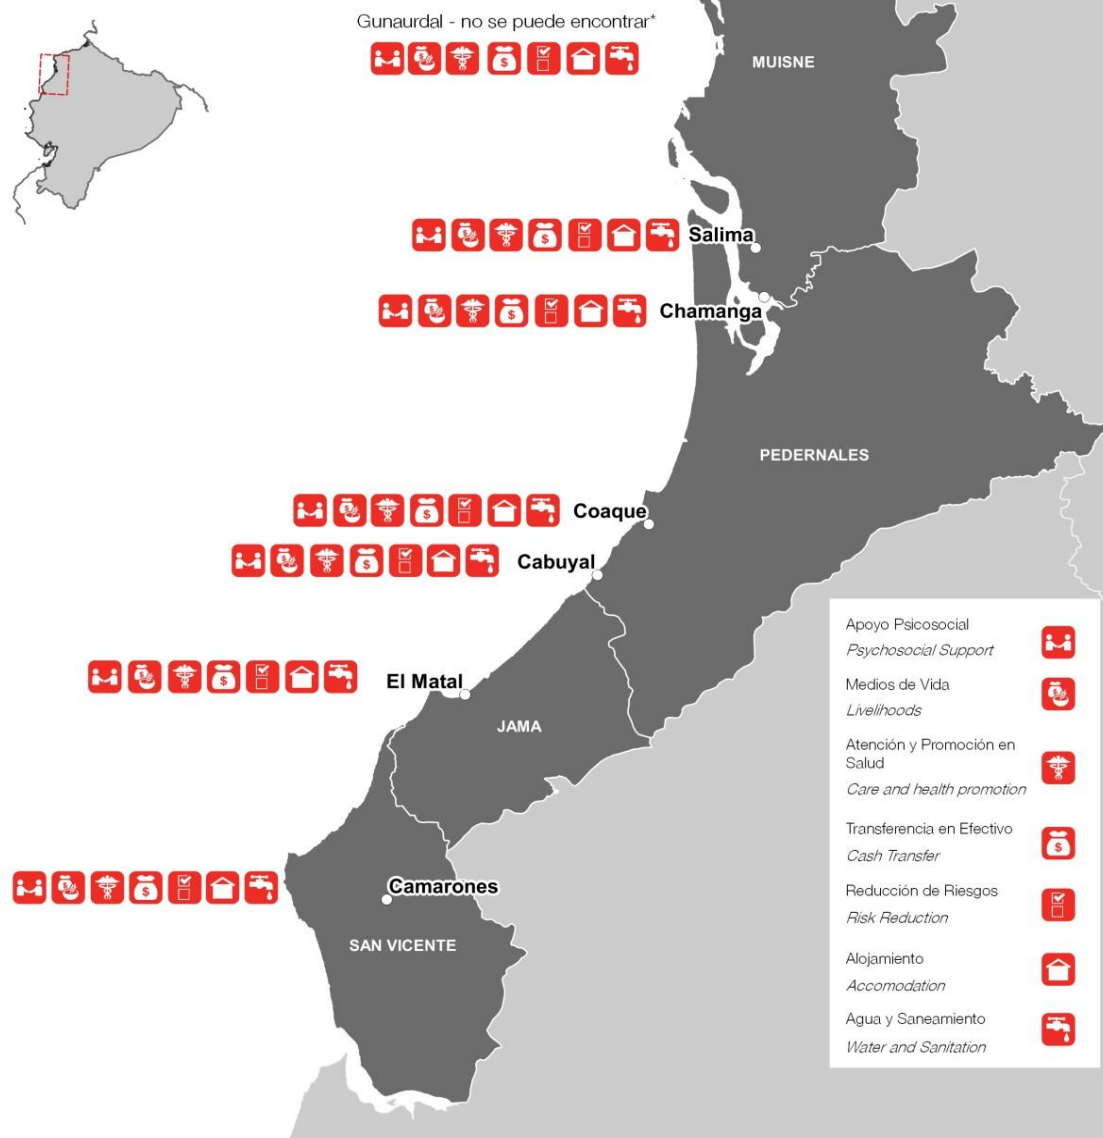 Gunaurdal - no se puede encontrar*
MUISNE
Salima
Chamanga
PEDERNALES
Coaque
Cabuyal
El Matal
JAMA
Camarones
SAN VICENTE
Apoyo Psicosocial
Psychosocial Support
Medios de Vida
Livelihoods
Atención y Promoción en
Salud
Care and health promotion
Transferencia en Efectivo
Cash Transfer
Reducción de Riesgos
Risk Reduction
Alojamiento
Accomodation
Agua y Saneamiento
Water and Sanitation